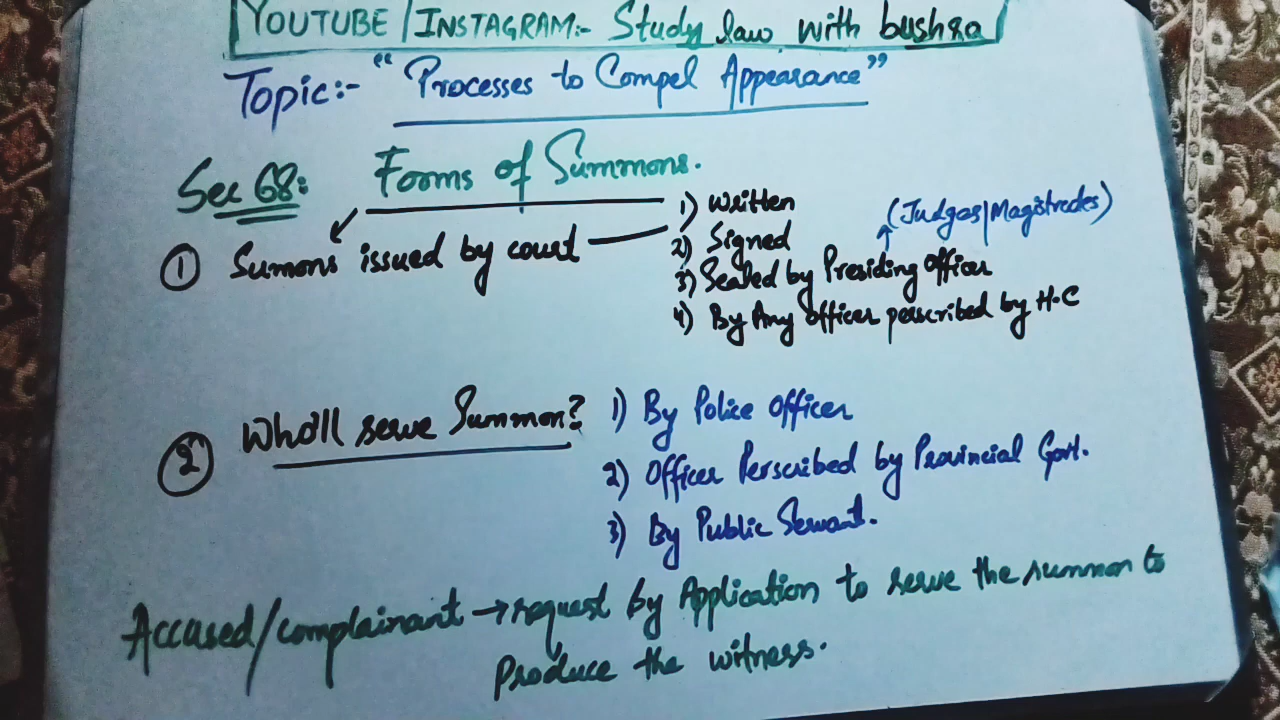 YOUTUBE / INSTAGRAM:- Study law with bushra
Topic:- "Processes to Compel Appearance"
Sec 68: Forms of Summons.
① Sumons issued by court
1) Written
2) Signed
(Judges/Magistrates)
3) Sealed by Presiding Officer
4) By Any officer perscribed by H.C
② Who'll serve Summon?
1) By Police Officer
2) Officer Perscribed by Provincial Govt.
3) By Public Servant.
Accused/complainant → request by Application to serve the summon to
Produce the witness.